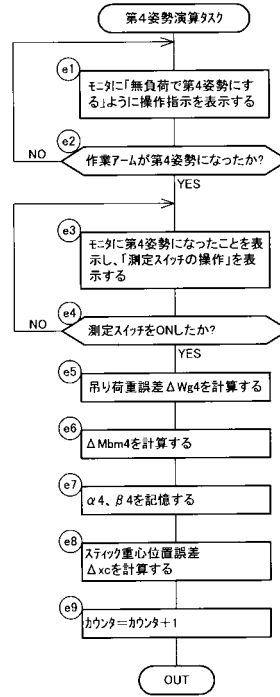 第4姿勢演算タスク
e1
モニタに「無負荷で第4姿勢にす
る」ように操作指示を表示する
e2
作業アームが第4姿勢になったか?
NO
YES
e3
モニタに第4姿勢になったことを表
示し、「測定スイッチの操作」を表
示する
e4
測定スイッチをONしたか?
NO
YES
e5
吊り荷重誤差ΔWg4を計算する
e6
ΔMbm4を計算する
e7
α4、β4を記憶する
e8
スティック重心位置誤差
Δxcを計算する
e9
カウンタ=カウンタ+1
OUT